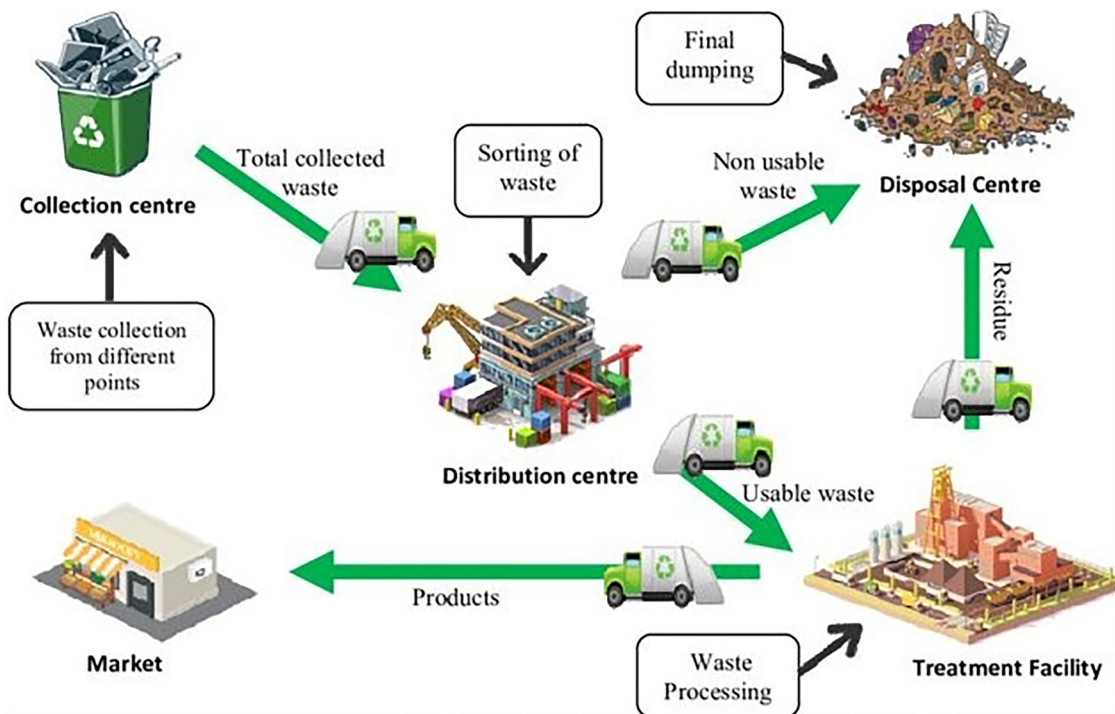 Final
dumping
Total collected
waste
Sorting of
waste
Non usable
waste
Collection centre
Disposal Centre
Waste collection
from different
points
Residue
Distribution centre
Usable waste
MARKET
Products
Market
Waste
Processing
Treatment Facility